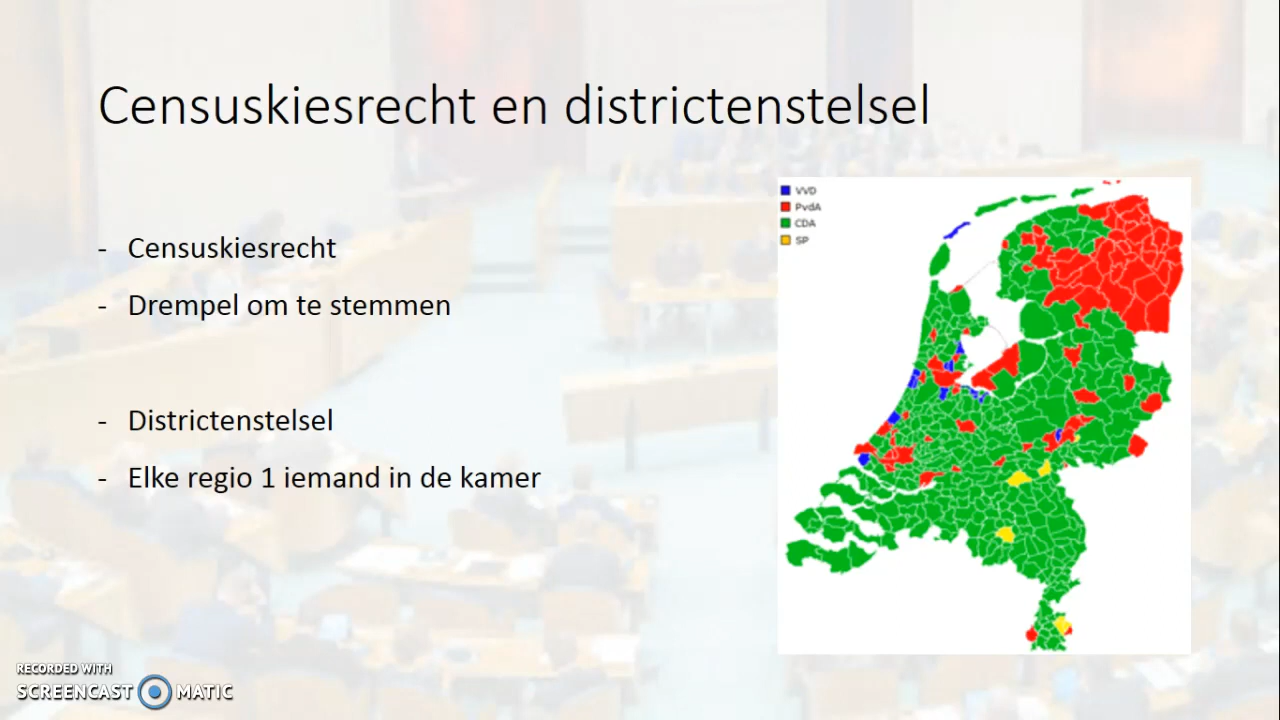 Censuskiesrecht en districtenstelsel
- Censuskiesrecht
- Drempel om te stemmen
- Districtenstelsel
- Elke regio 1 iemand in de kamer
VVD
PvdA
CDA
SP
RECORDED WITH
SCREENCAST MATIC